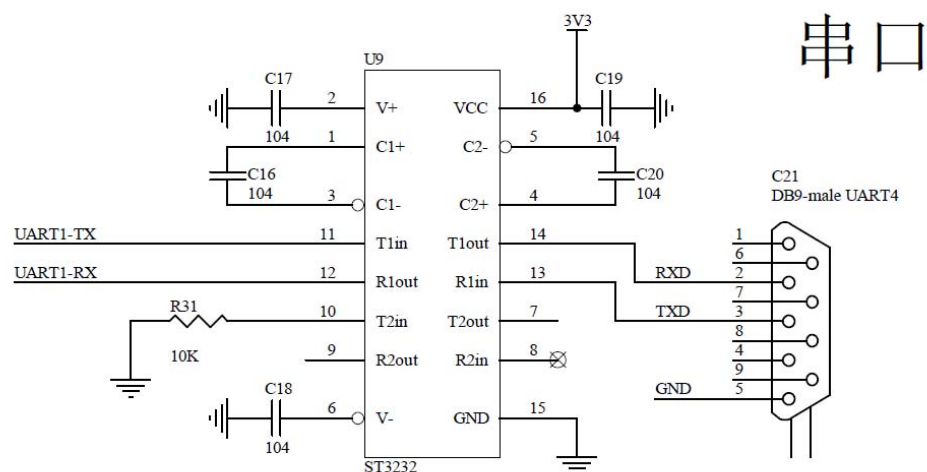 串口
3V3
U9
C17
104
2
V+
VCC
16
C19
104
1
C1+
C2-
5
C16
104
3
C1-
C2+
4
C20
104
UART1-TX
11
T1in
T1out
14
UART1-RX
12
R1out
R1in
13
R31
10K
10
T2in
T2out
7
9
R2out
R2in
8
C18
104
6
V-
GND
15
ST3232
C21
DB9-male UART4
1
6
RXD
2
7
TXD
3
8
4
9
GND
5